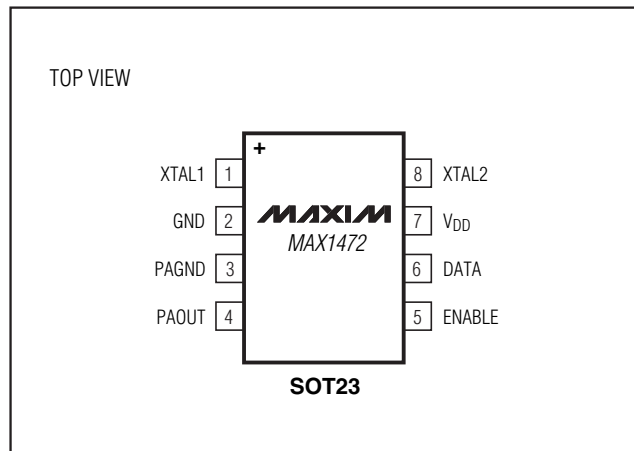 TOP VIEW
+
XTAL1 1 8 XTAL2
GND 2 MAXIM 7 VDD
MAX1472
PAGND 3 6 DATA
PAOUT 4 5 ENABLE
SOT23